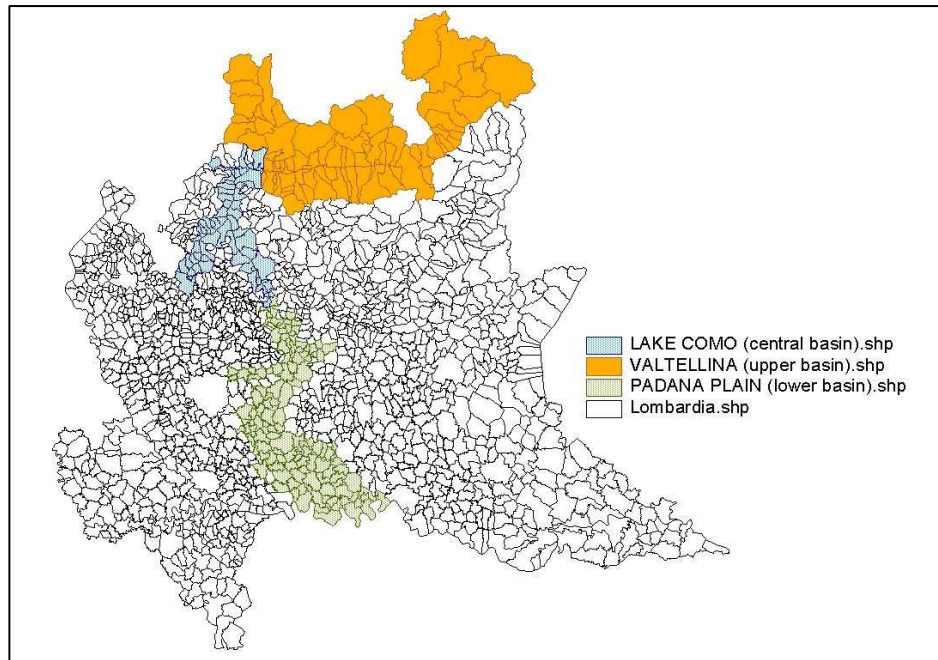 LAKE COMO (central basin).shp
VALTELLINA (upper basin).shp
PADANA PLAIN (lower basin).shp
Lombardia.shp